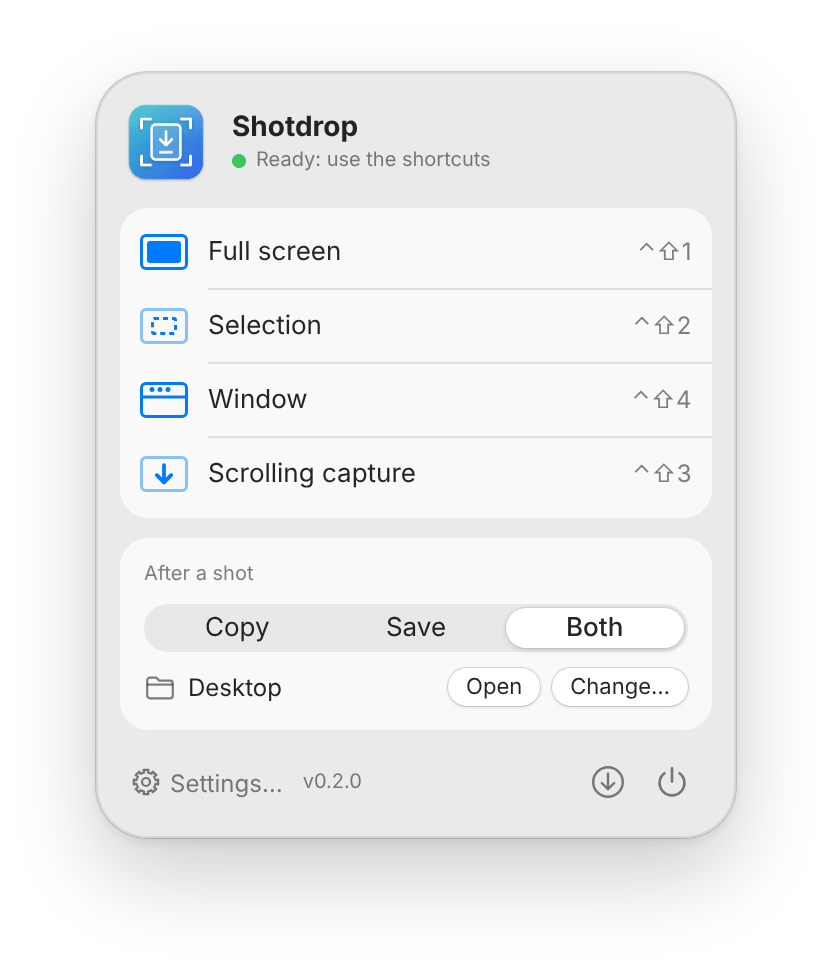 Shotdrop
Ready: use the shortcuts
Full screen ^⇧1
Selection ^⇧2
Window ^⇧4
Scrolling capture ^⇧3
After a shot
Copy Save Both
Desktop Open Change...
Settings... v0.2.0